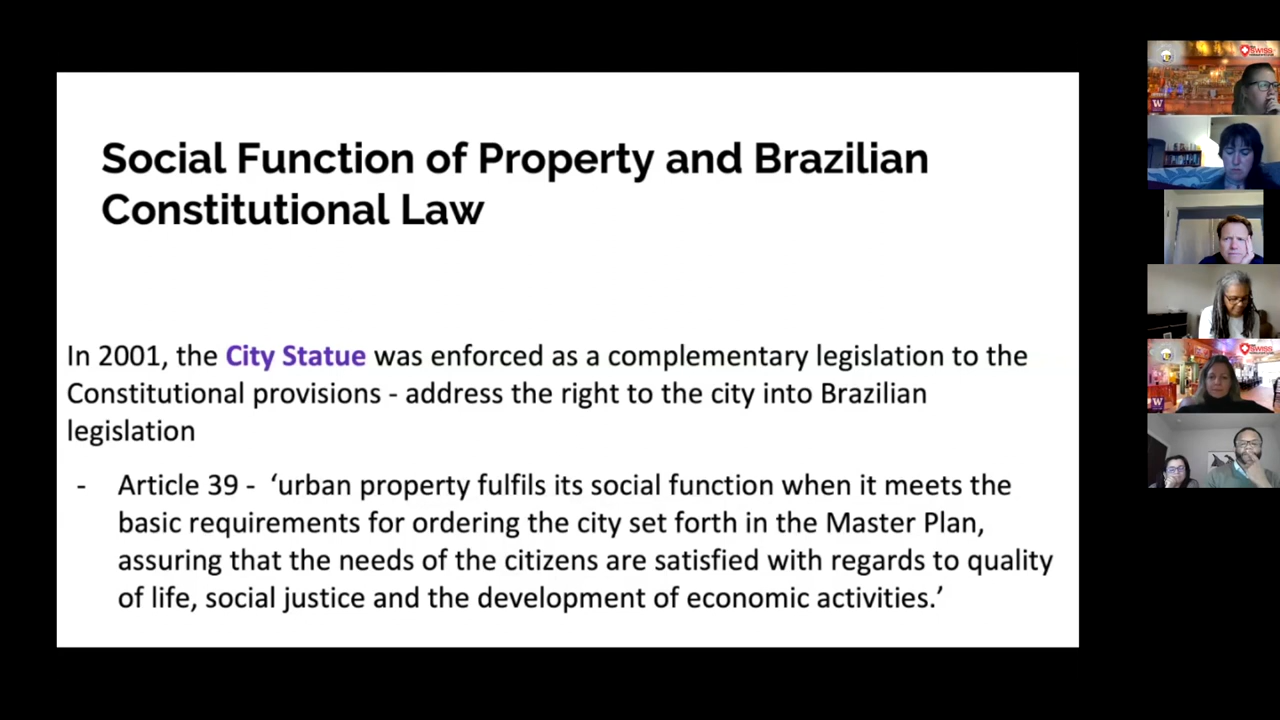 Social Function of Property and Brazilian
Constitutional Law
In 2001, the City Statue was enforced as a complementary legislation to the
Constitutional provisions - address the right to the city into Brazilian
legislation
- Article 39 - ‘urban property fulfils its social function when it meets the
basic requirements for ordering the city set forth in the Master Plan,
assuring that the needs of the citizens are satisfied with regards to quality
of life, social justice and the development of economic activities.’
SWISS
W
SWISS
W